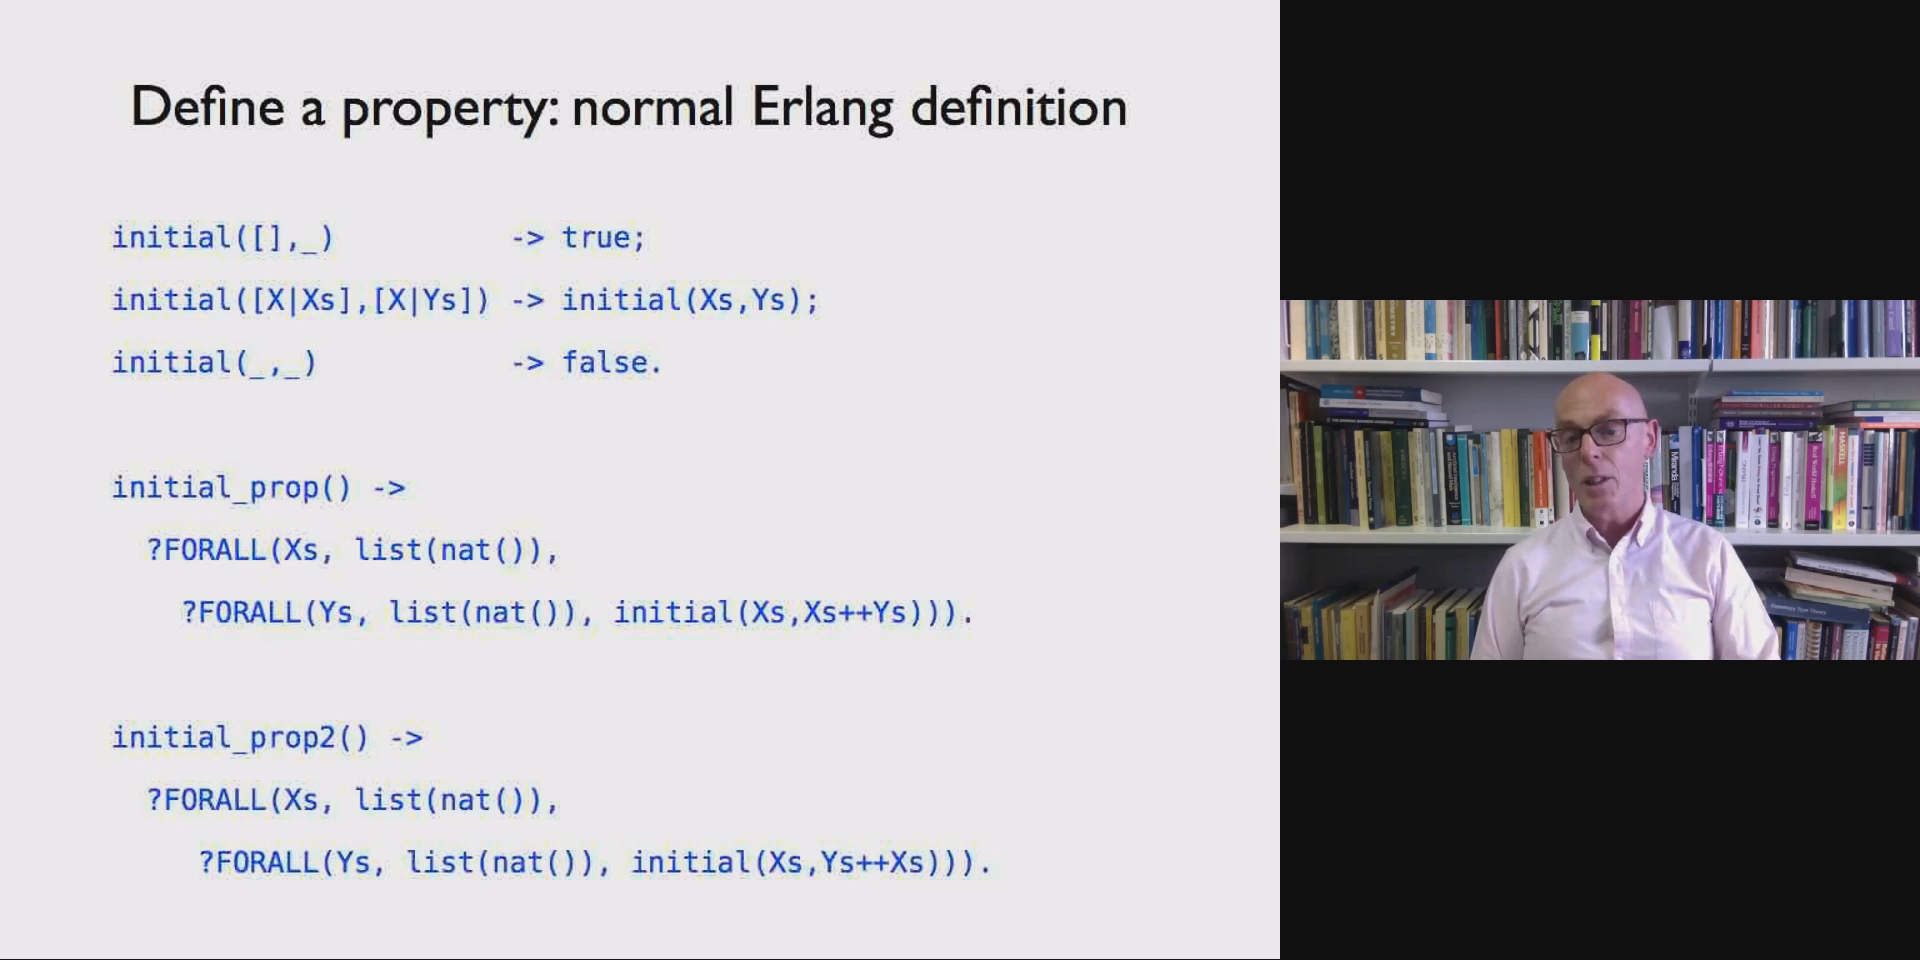 Define a property: normal Erlang definition
initial([],_) -> true;
initial([X|Xs],[X|Ys]) -> initial(Xs,Ys);
initial(_,_) -> false.
initial_prop() ->
?FORALL(Xs, list(nat()),
?FORALL(Ys, list(nat()), initial(Xs,Xs++Ys))).
initial_prop2() ->
?FORALL(Xs, list(nat()),
?FORALL(Ys, list(nat()), initial(Xs,Ys++Xs))).
Miranda
HASKELL